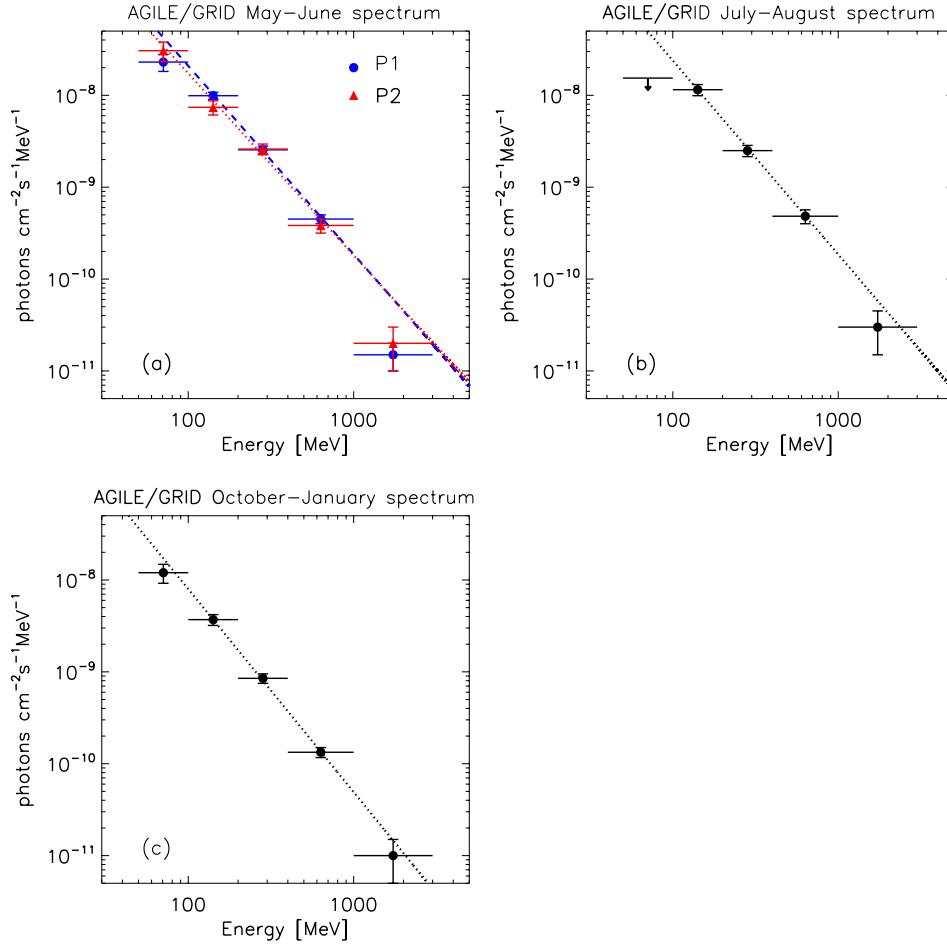 AGILE/GRID May−June spectrum
photons cm⁻²s⁻¹MeV⁻¹
10⁻⁸
10⁻⁹
10⁻¹⁰
10⁻¹¹
P1
P2
(a)
100
1000
Energy [MeV]
AGILE/GRID July−August spectrum
photons cm⁻²s⁻¹MeV⁻¹
10⁻⁸
10⁻⁹
10⁻¹⁰
10⁻¹¹
(b)
100
1000
Energy [MeV]
AGILE/GRID October−January spectrum
photons cm⁻²s⁻¹MeV⁻¹
10⁻⁸
10⁻⁹
10⁻¹⁰
10⁻¹¹
(c)
100
1000
Energy [MeV]